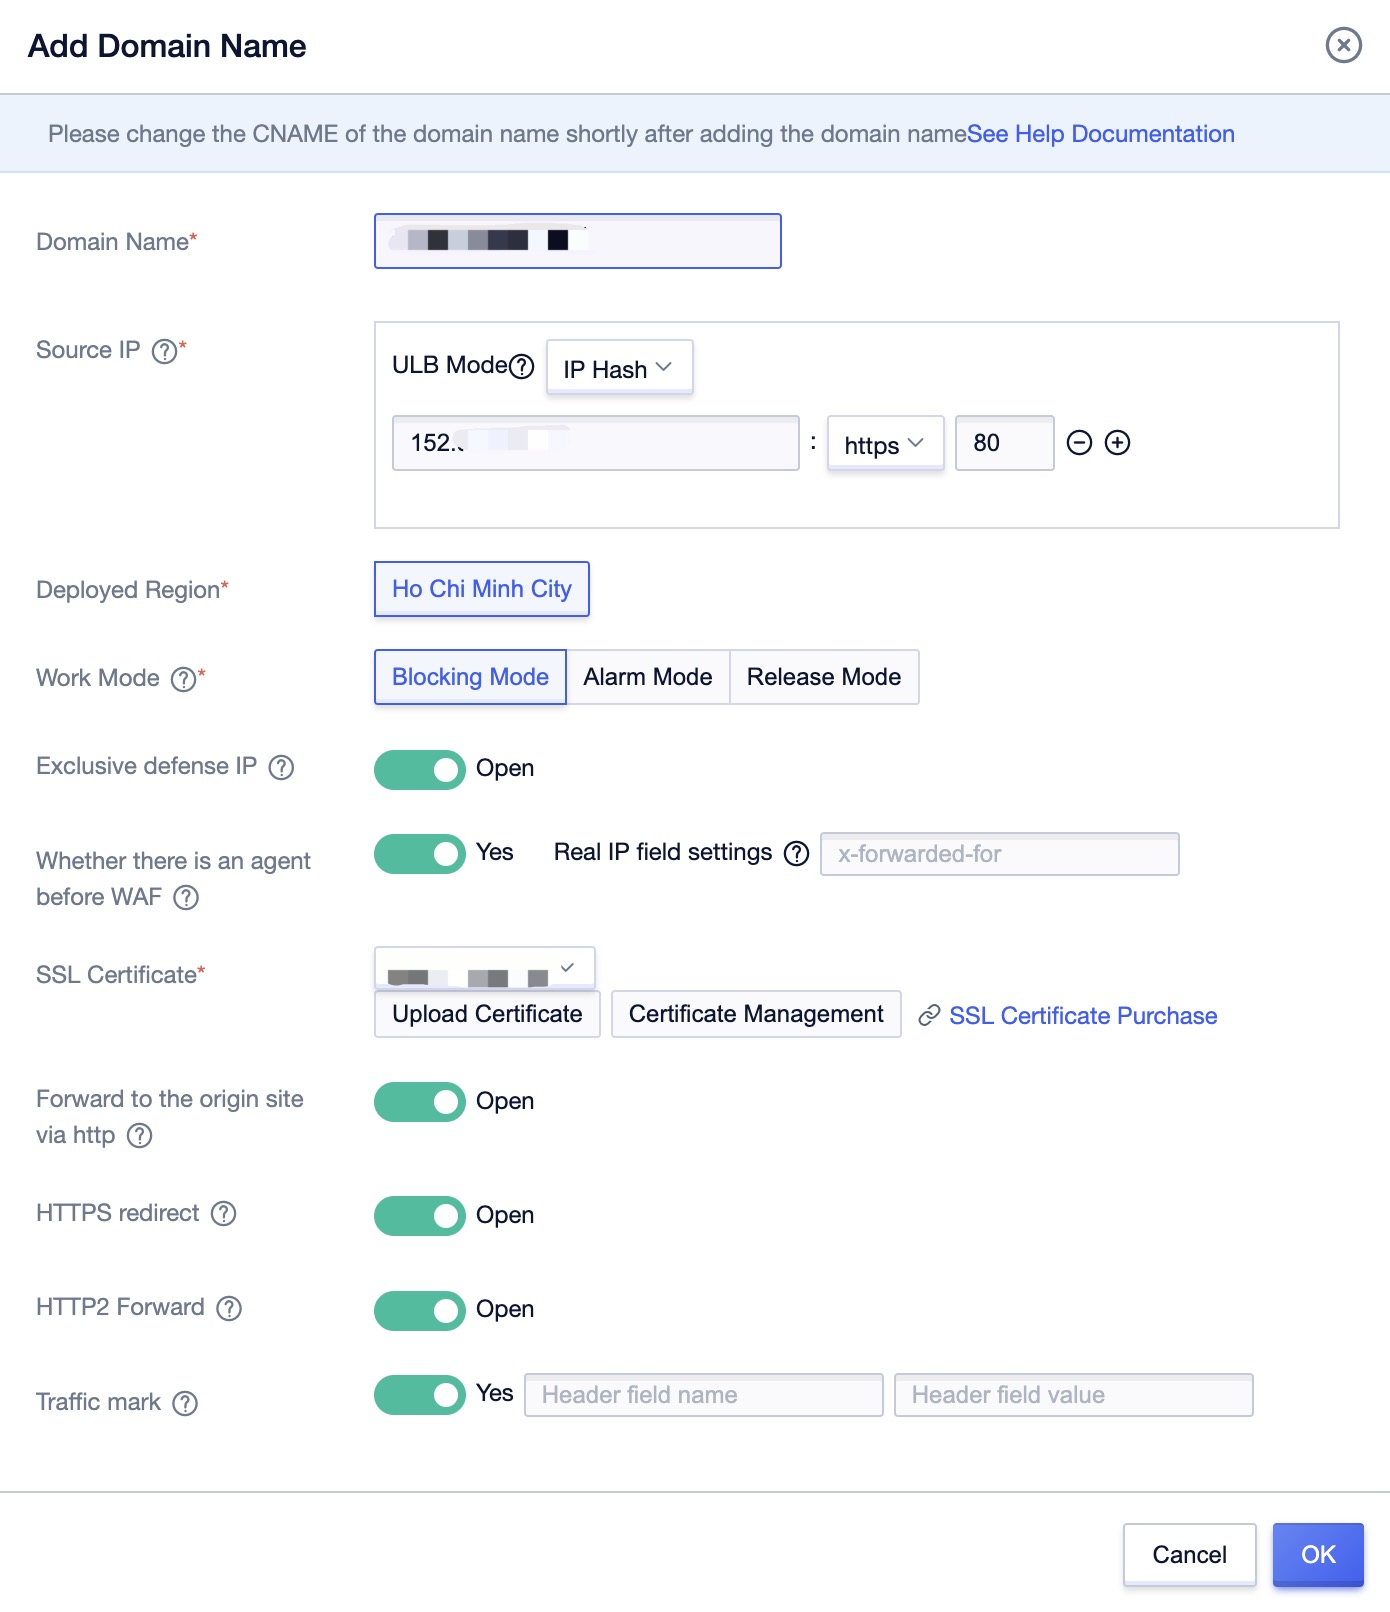 Add Domain Name
Please change the CNAME of the domain name shortly after adding the domain nameSee Help Documentation
Domain Name*
Source IP ?*
ULB Mode? IP Hash
152. : https 80
Deployed Region* Ho Chi Minh City
Work Mode ?* Blocking Mode Alarm Mode Release Mode
Exclusive defense IP ? Open
Whether there is an agent
before WAF ?
Yes Real IP field settings ? x-forwarded-for
SSL Certificate*
Upload Certificate Certificate Management SSL Certificate Purchase
Forward to the origin site
via http ?
Open
HTTPS redirect ? Open
HTTP2 Forward ? Open
Traffic mark ? Yes Header field name Header field value
Cancel OK